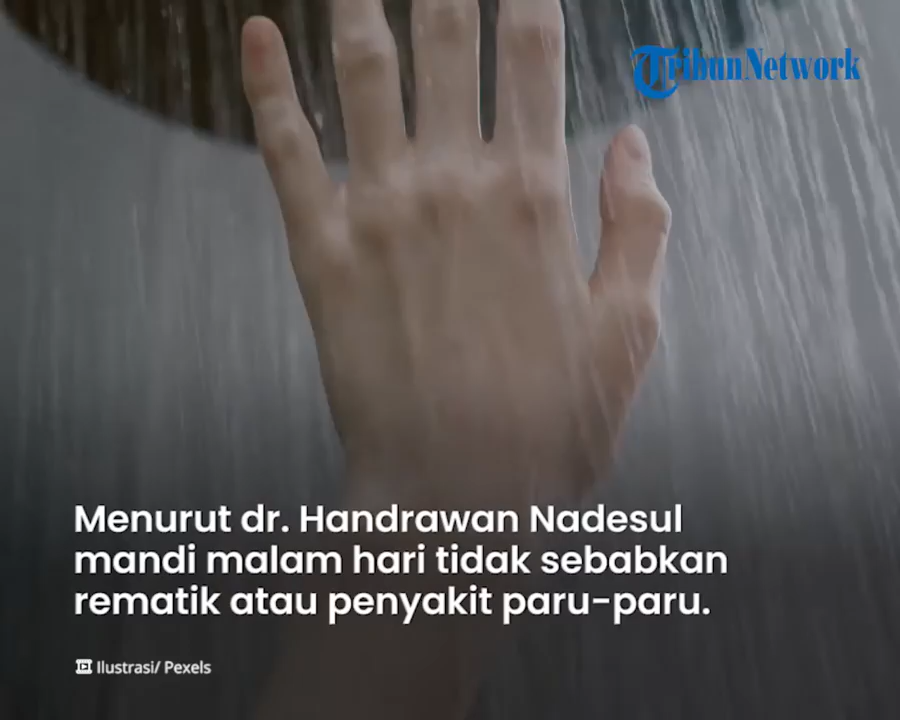 TribunNetwork
Menurut dr. Handrawan Nadesul
mandi malam hari tidak sebabkan
rematik atau penyakit paru-paru.
Ilustrasi/ Pexels